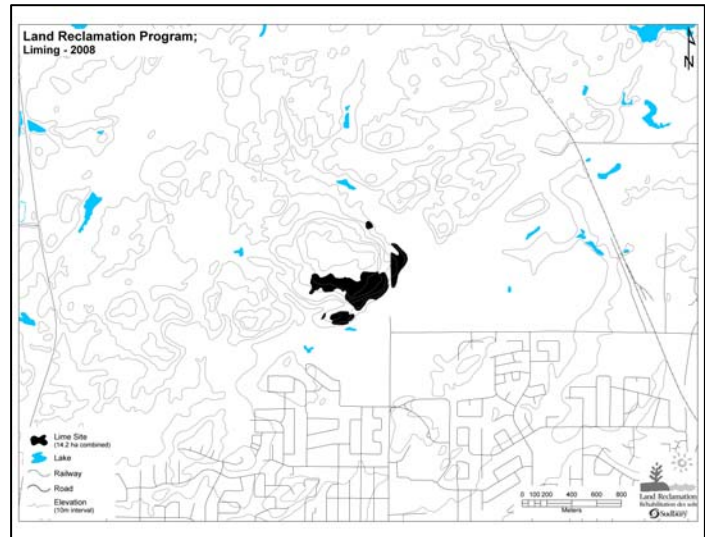 Land Reclamation Program;
Liming - 2008
N
Lime Site
(14.2 ha combined)
Lake
Railway
Road
Elevation
(10m interval)
0 100 200 400 600 800
Meters
Land Reclamation
Réhabilitation des sols
Sudbury